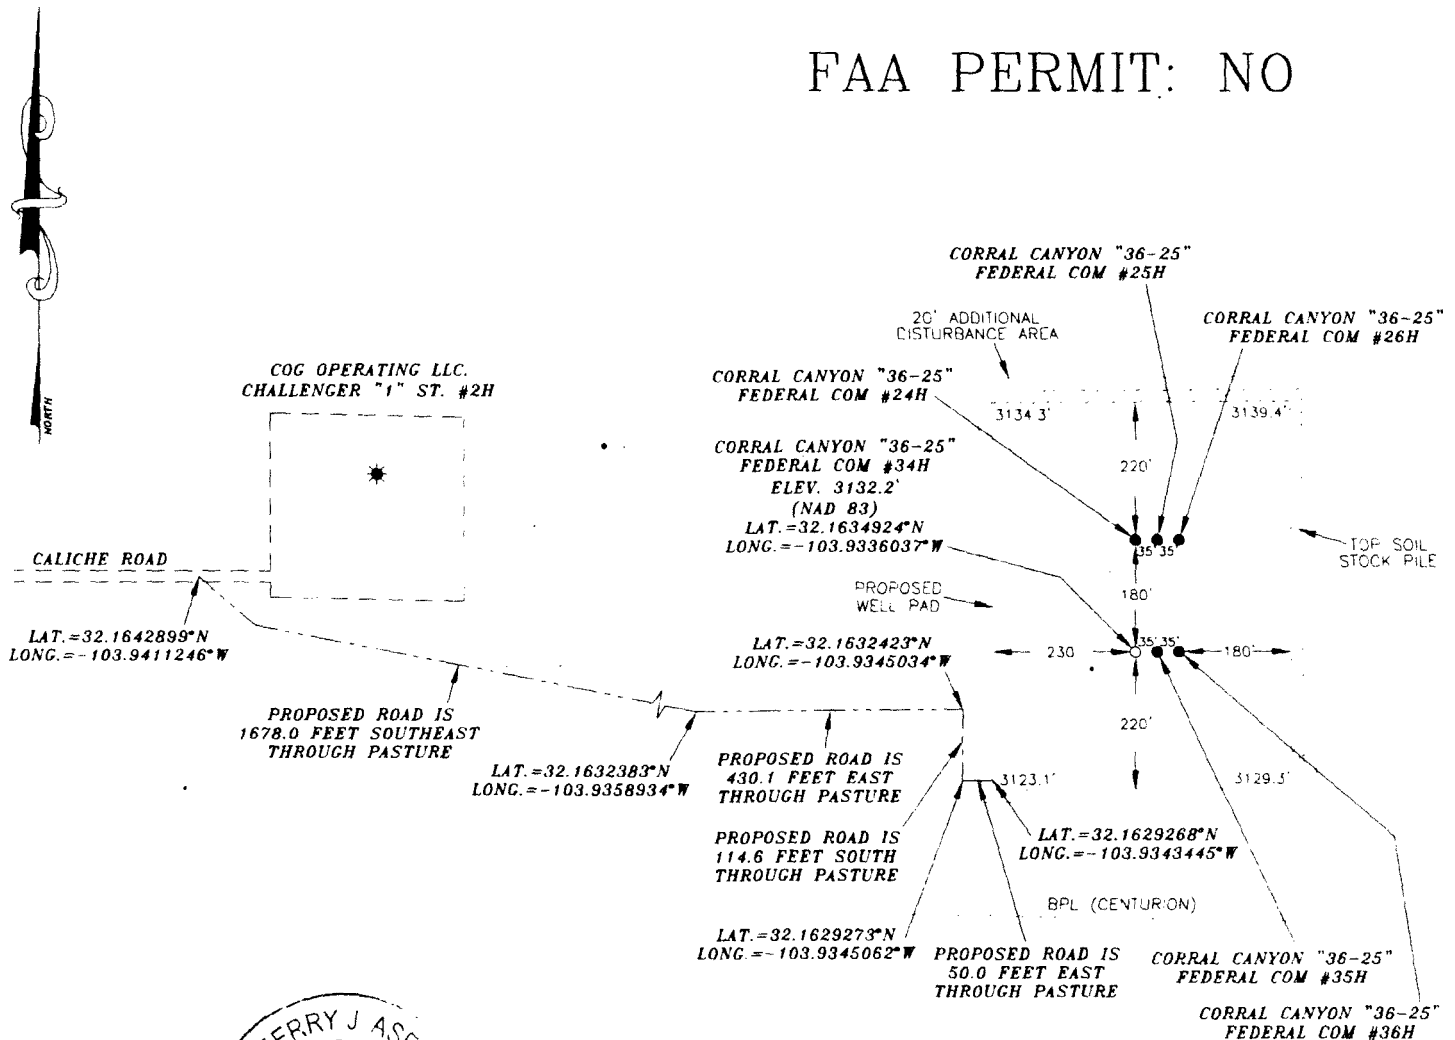 FAA PERMIT: NO
NORTH
CORRAL CANYON "36-25"
FEDERAL COM #25H
20' ADDITIONAL
DISTURBANCE AREA
CORRAL CANYON "36-25"
FEDERAL COM #26H
COG OPERATING LLC.
CHALLENGER "1" ST. #2H
CORRAL CANYON "36-25"
FEDERAL COM #24H
3134.3'
3139.4'
220'
CORRAL CANYON "36-25"
FEDERAL COM #34H
ELEV. 3132.2'
(NAD 83)
LAT.=32.1634924°N
LONG.=-103.9336037°W
35' 35'
TOP SOIL
STOCK PILE
CALICHE ROAD
PROPOSED
WELL PAD
180'
LAT.=32.1642899°N
LONG.=-103.9411246°W
LAT.=32.1632423°N
LONG.=-103.9345034°W
230
35' 35'
180'
PROPOSED ROAD IS
1678.0 FEET SOUTHEAST
THROUGH PASTURE
220'
LAT.=32.1632383°N
LONG.=-103.9358934°W
PROPOSED ROAD IS
430.1 FEET EAST
THROUGH PASTURE
3123.1'
PROPOSED ROAD IS
114.6 FEET SOUTH
THROUGH PASTURE
LAT.=32.1629268°N
LONG.=-103.9343445°W
BPL (CENTURION)
LAT.=32.1629273°N
LONG.=-103.9345062°W
PROPOSED ROAD IS
50.0 FEET EAST
THROUGH PASTURE
CORRAL CANYON "36-25"
FEDERAL COM #35H
CORRAL CANYON "36-25"
FEDERAL COM #36H